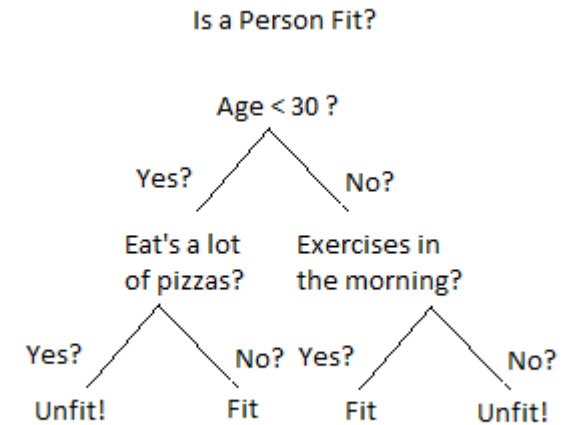 Is a Person Fit?
Age < 30 ?
Yes?
No?
Eat's a lot
of pizzas?
Exercises in
the morning?
Yes?
No?
Yes?
No?
Unfit!
Fit
Fit
Unfit!